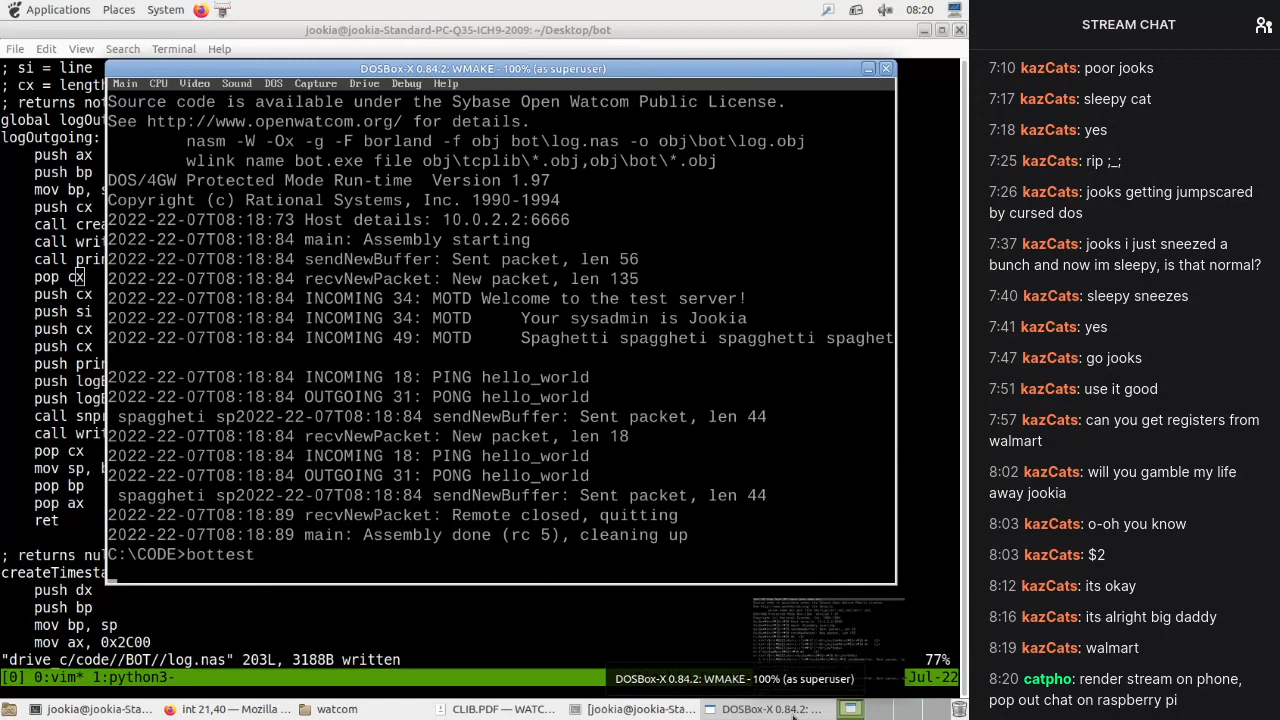 Applications Places System 08:20
jookia@jookia-Standard-PC-Q35-ICH9-2009: ~/Desktop/bot
File Edit View Search Terminal Help
; si = line
; cx = length
; returns
global
logOutgoing:
push ax
push bp
mov bp,
push cx
call
call
call
pop cx
push cx
push si
push cx
push cx
push
push
push
call
call
pop cx
mov sp,
pop bp
pop ax
ret
; returns
push dx
push bp
mov bp, sp
mov dx, ax
203L, 3188B written 77%
[0] 0:vim* 1:python3- Jul-22
DOSBox-X 0.84.2: WMAKE - 100% (as superuser)
Main CPU Video Sound DOS Capture Drive Debug Help
Source code is available under the Sybase Open Watcom Public License.
See http://www.openwatcom.org/ for details.
nasm -W -Ox -g -F borland -f obj bot\log.nas -o obj\bot\log.obj
wlink name bot.exe file obj\tcplib\*.obj,obj\bot\*.obj
DOS/4GW Protected Mode Run-time Version 1.97
Copyright (c) Rational Systems, Inc. 1990-1994
2022-22-07T08:18:73 Host details: 10.0.2.2:6666
2022-22-07T08:18:84 main: Assembly starting
2022-22-07T08:18:84 sendNewBuffer: Sent packet, len 56
2022-22-07T08:18:84 recvNewPacket: New packet, len 135
2022-22-07T08:18:84 INCOMING 34: MOTD Welcome to the test server!
2022-22-07T08:18:84 INCOMING 34: MOTD Your sysadmin is Jookia
2022-22-07T08:18:84 INCOMING 49: MOTD Spaghetti spaggheti spagghetti spaghet
2022-22-07T08:18:84 INCOMING 18: PING hello_world
2022-22-07T08:18:84 OUTGOING 31: PONG hello_world
spaggheti sp2022-22-07T08:18:84 sendNewBuffer: Sent packet, len 44
2022-22-07T08:18:84 recvNewPacket: New packet, len 18
2022-22-07T08:18:84 INCOMING 18: PING hello_world
2022-22-07T08:18:84 OUTGOING 31: PONG hello_world
spaggheti sp2022-22-07T08:18:84 sendNewBuffer: Sent packet, len 44
2022-22-07T08:18:89 recvNewPacket: Remote closed, quitting
2022-22-07T08:18:89 main: Assembly done (rc 5), cleaning up
C:\CODE>bottest
DOSBox-X 0.84.2: WMAKE - 100% (as superuser)
jookia@jookia-Sta... int 21,40 — Mozilla... watcom CLIB.PDF — WATC... [jookia@jookia-Sta... DOSBox-X 0.84.2: ...
STREAM CHAT
7:10 kazCats: poor jooks
7:17 kazCats: sleepy cat
7:18 kazCats: yes
7:25 kazCats: rip ;_;
7:26 kazCats: jooks getting jumpscared
by cursed dos
7:37 kazCats: jooks i just sneezed a
bunch and now im sleepy, is that normal?
7:40 kazCats: sleepy sneezes
7:41 kazCats: yes
7:47 kazCats: go jooks
7:51 kazCats: use it good
7:57 kazCats: can you get registers from
walmart
8:02 kazCats: will you gamble my life
away jookia
8:03 kazCats: o-oh you know
8:03 kazCats: $2
8:12 kazCats: its okay
8:16 kazCats: its alright big daddy
8:19 kazCats: walmart
8:20 catpho: render stream on phone,
pop out chat on raspberry pi